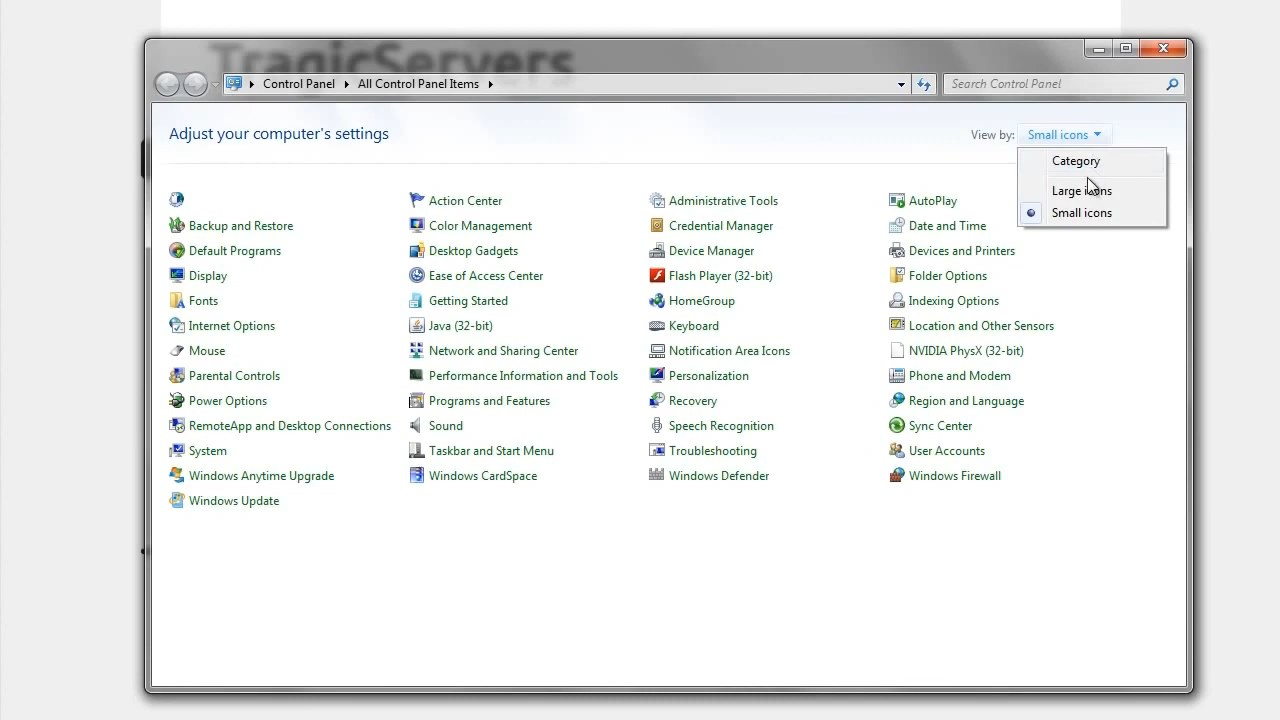 TragicServers
Control Panel All Control Panel Items Search Control Panel
Adjust your computer's settings View by: Small icons
Category
Large icons
Small icons
Action Center Administrative Tools AutoPlay
Backup and Restore Color Management Credential Manager Date and Time
Default Programs Desktop Gadgets Device Manager Devices and Printers
Display Ease of Access Center Flash Player (32-bit) Folder Options
Fonts Getting Started HomeGroup Indexing Options
Internet Options Java (32-bit) Keyboard Location and Other Sensors
Mouse Network and Sharing Center Notification Area Icons NVIDIA PhysX (32-bit)
Parental Controls Performance Information and Tools Personalization Phone and Modem
Power Options Programs and Features Recovery Region and Language
RemoteApp and Desktop Connections Sound Speech Recognition Sync Center
System Taskbar and Start Menu Troubleshooting User Accounts
Windows Anytime Upgrade Windows CardSpace Windows Defender Windows Firewall
Windows Update